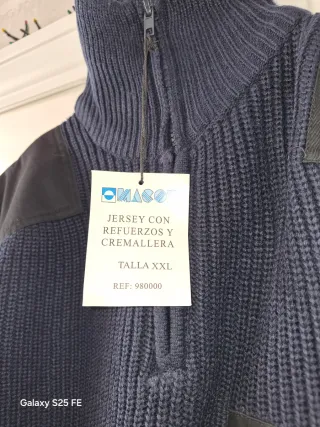 JERSEY CON
REFUERZOS Y
CREMALLERA
TALLA XXL
REF: 980000
Galaxy S25 FE